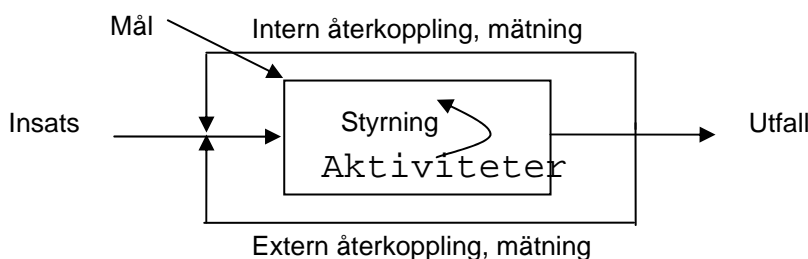 Mål
Intern återkoppling, mätning
Insats
Styrning
Utfall
Aktiviteter
Extern återkoppling, mätning